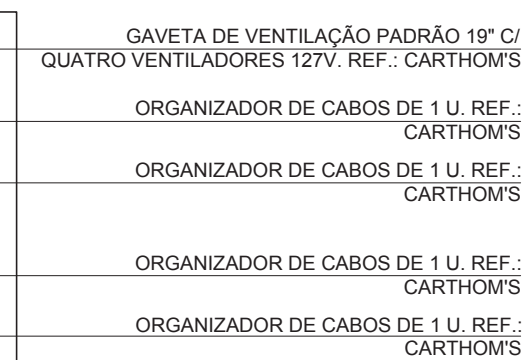 GAVETA DE VENTILAÇÃO PADRÃO 19" C/
QUATRO VENTILADORES 127V. REF.: CARTHOM'S
ORGANIZADOR DE CABOS DE 1 U. REF.:
CARTHOM'S
ORGANIZADOR DE CABOS DE 1 U. REF.:
CARTHOM'S
ORGANIZADOR DE CABOS DE 1 U. REF.:
CARTHOM'S
ORGANIZADOR DE CABOS DE 1 U. REF.:
CARTHOM'S